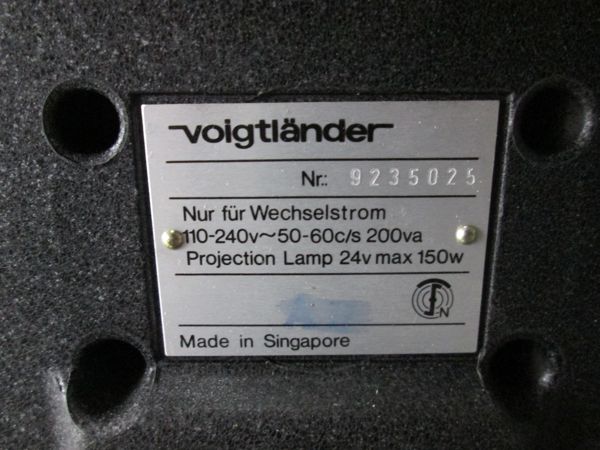 voigtländer
Nr.: 9235025
Nur für Wechselstrom
110-240v~50-60c/s 200va
Projection Lamp 24v max 150w
N
Made in Singapore